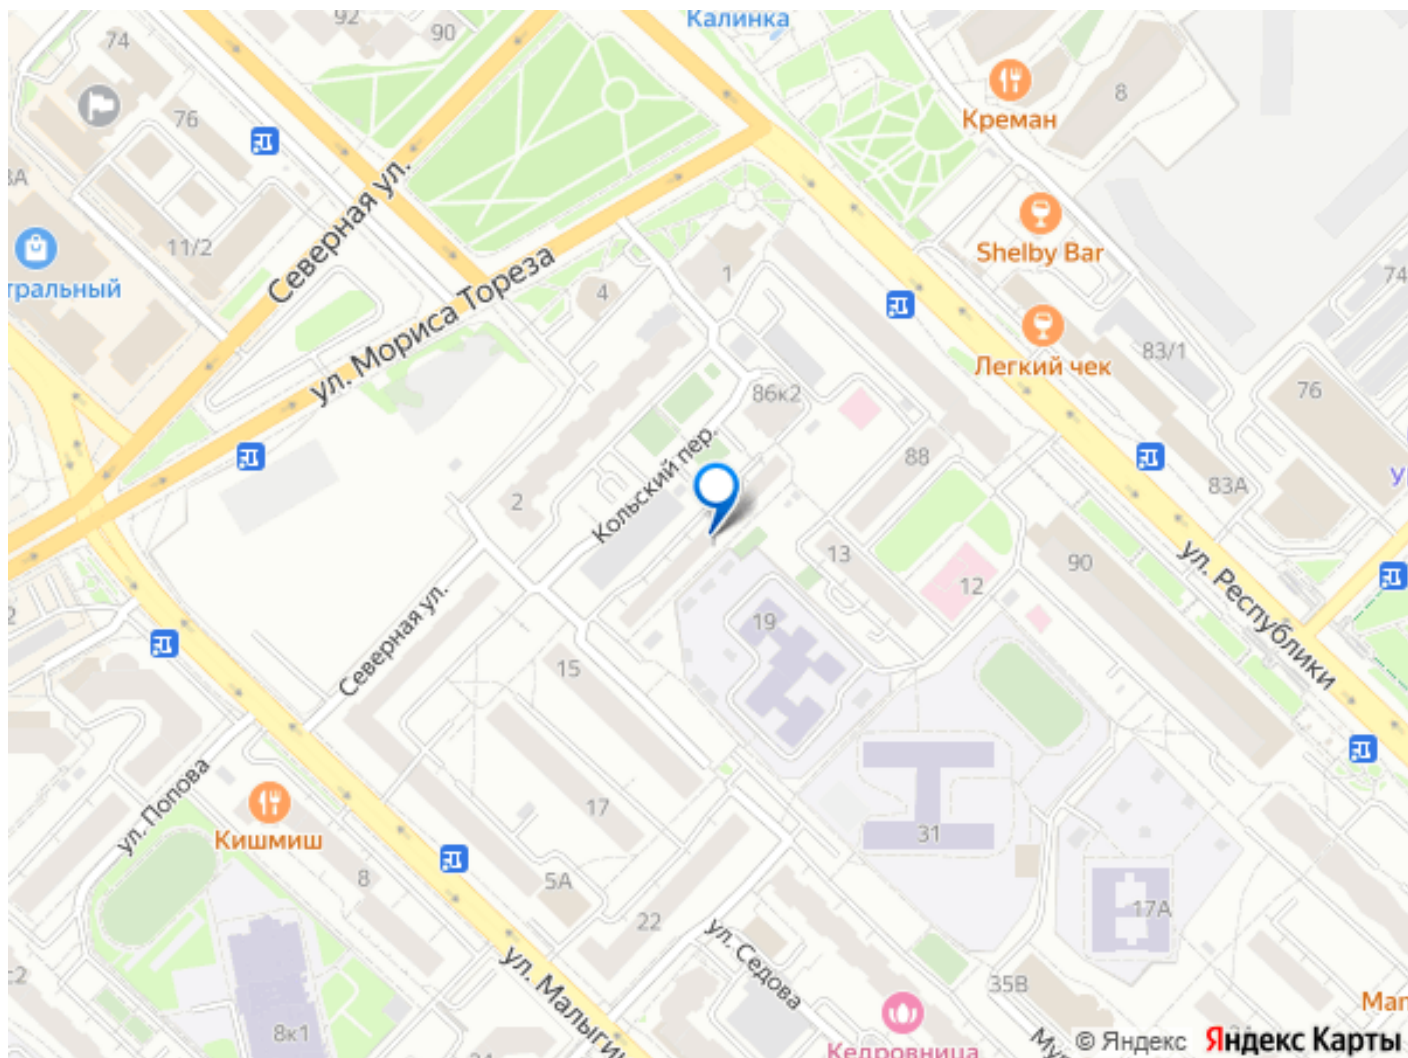 92
90
Калинка
74
76
8
Креман
3А
11/2
Северная ул.
Shelby Bar
тральный
4
1
74
ул. Мориса Тореза
83/1
Легкий чек
76
86к2
Кольский пер.
88
83А
2
13
90
12
ул. Республики
19
Северная ул.
15
ул. Попова
17
31
Кишмиш
8
5А
22
17А
ул. Седова
ул. Малыги
35В
8к1
Кедровница
© Яндекс
Яндекс Карты